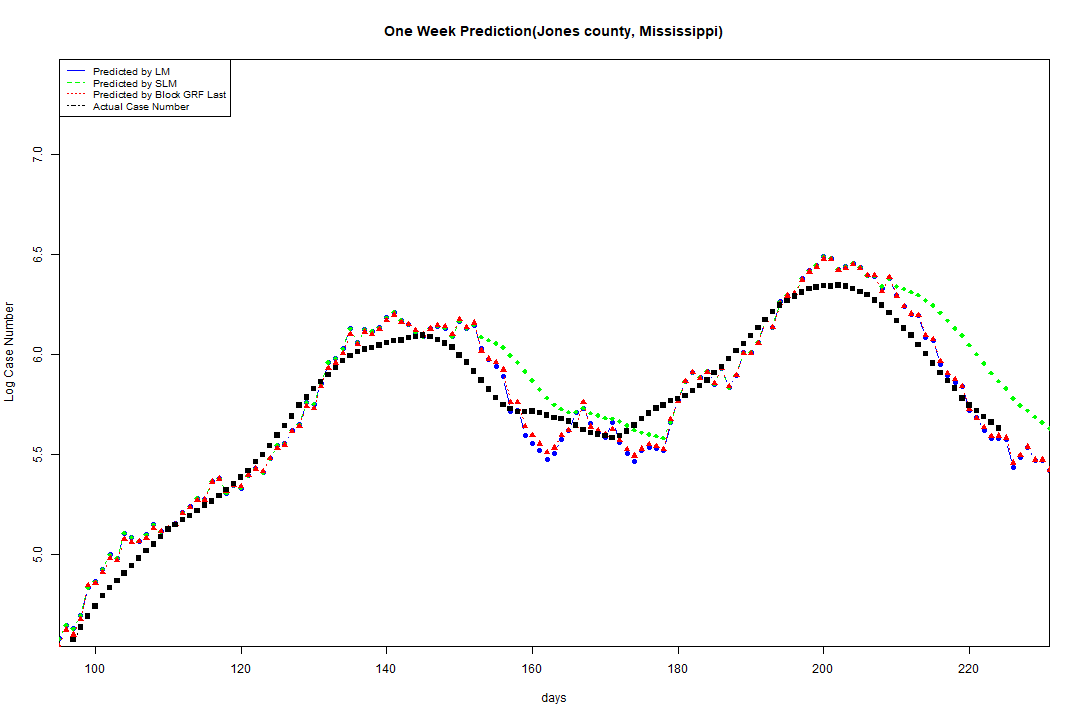 One Week Prediction(Jones county, Mississippi)
Predicted by LM
Predicted by SLM
Predicted by Block GRF Last
Actual Case Number
Log Case Number
7.0
6.5
6.0
5.5
5.0
100 120 140 160 180 200 220
days